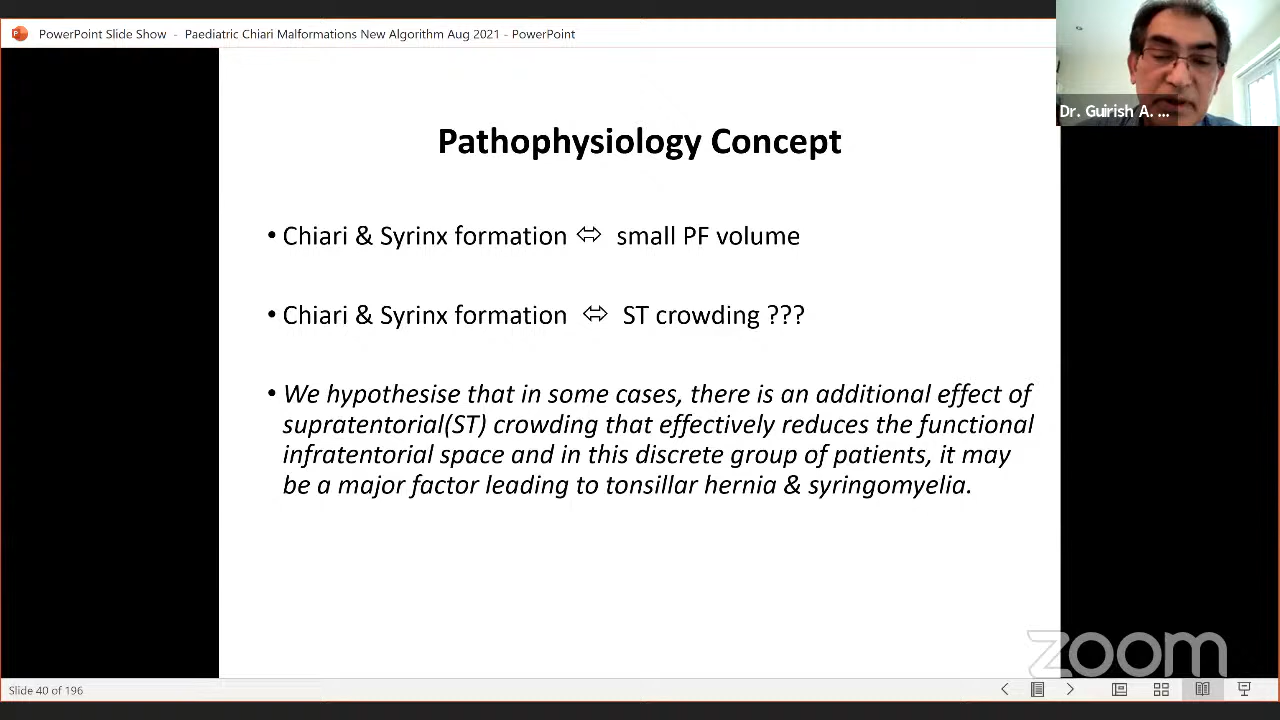 PowerPoint Slide Show - Paediatric Chiari Malformations New Algorithm Aug 2021 - PowerPoint
Dr. Guirish A. ...
Pathophysiology Concept
• Chiari & Syrinx formation ⬄ small PF volume
• Chiari & Syrinx formation ⬄ ST crowding ???
• We hypothesise that in some cases, there is an additional effect of
supratentorial(ST) crowding that effectively reduces the functional
infratentorial space and in this discrete group of patients, it may
be a major factor leading to tonsillar hernia & syringomyelia.
zoom
Slide 40 of 196